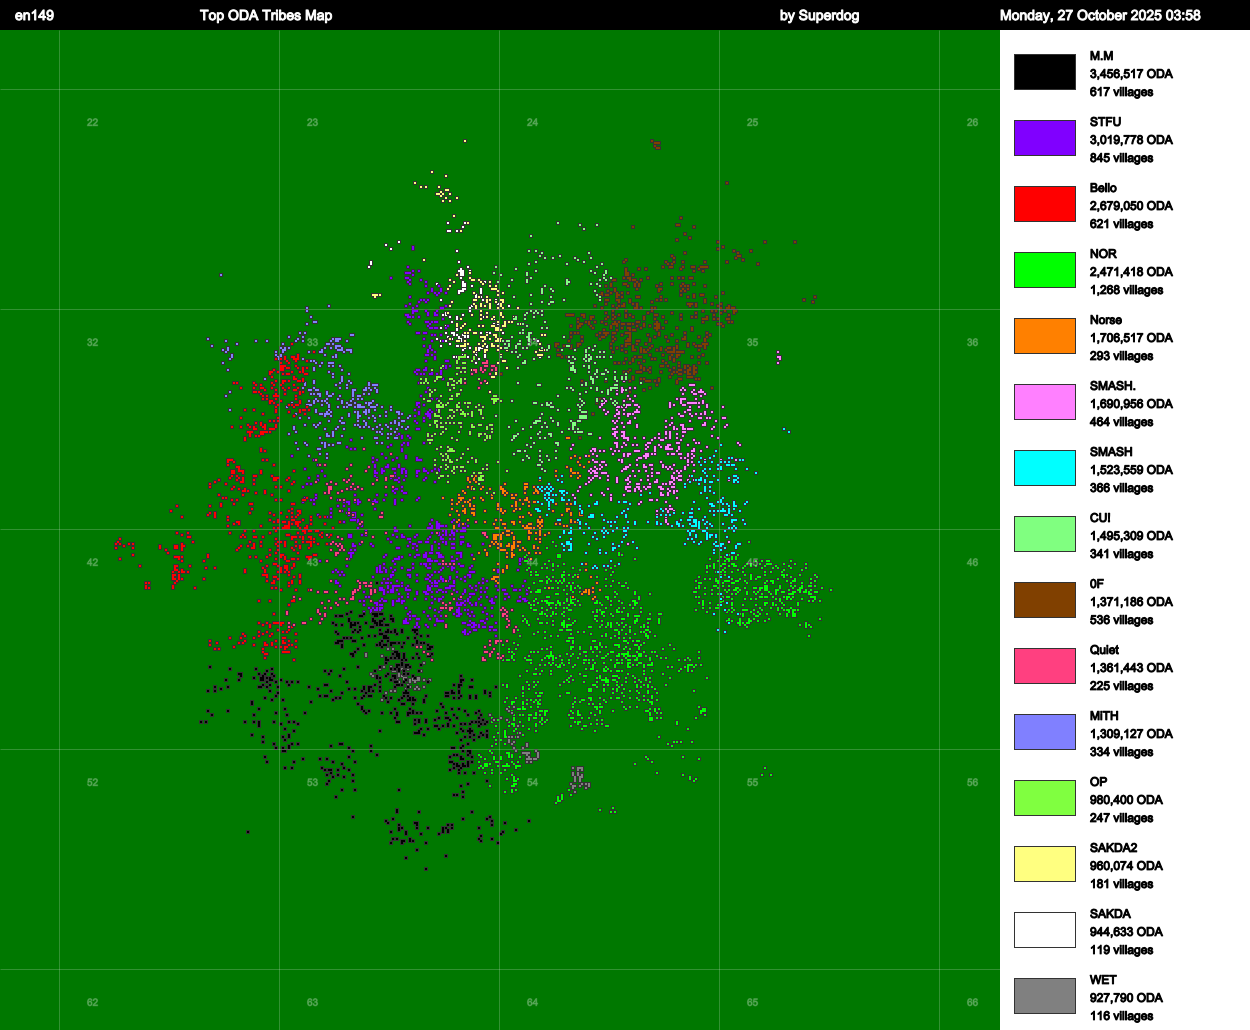 en149 Top ODA Tribes Map by Superdog Monday, 27 October 2025 03:58
M.M
3,456,517 ODA
617 villages
22 23 24 25 26
STFU
3,019,778 ODA
845 villages
Bello
2,679,050 ODA
621 villages
NOR
2,471,418 ODA
1,268 villages
Norse
1,706,517 ODA
293 villages
32 33 34 35 36
SMASH.
1,690,956 ODA
464 villages
SMASH
1,523,559 ODA
366 villages
CUI
1,495,309 ODA
341 villages
42 43 44 45 46
0F
1,371,186 ODA
536 villages
Quiet
1,361,443 ODA
225 villages
MITH
1,309,127 ODA
334 villages
52 53 54 55 56
OP
980,400 ODA
247 villages
SAKDA2
960,074 ODA
181 villages
SAKDA
944,633 ODA
119 villages
WET
927,790 ODA
116 villages
62 63 64 65 66